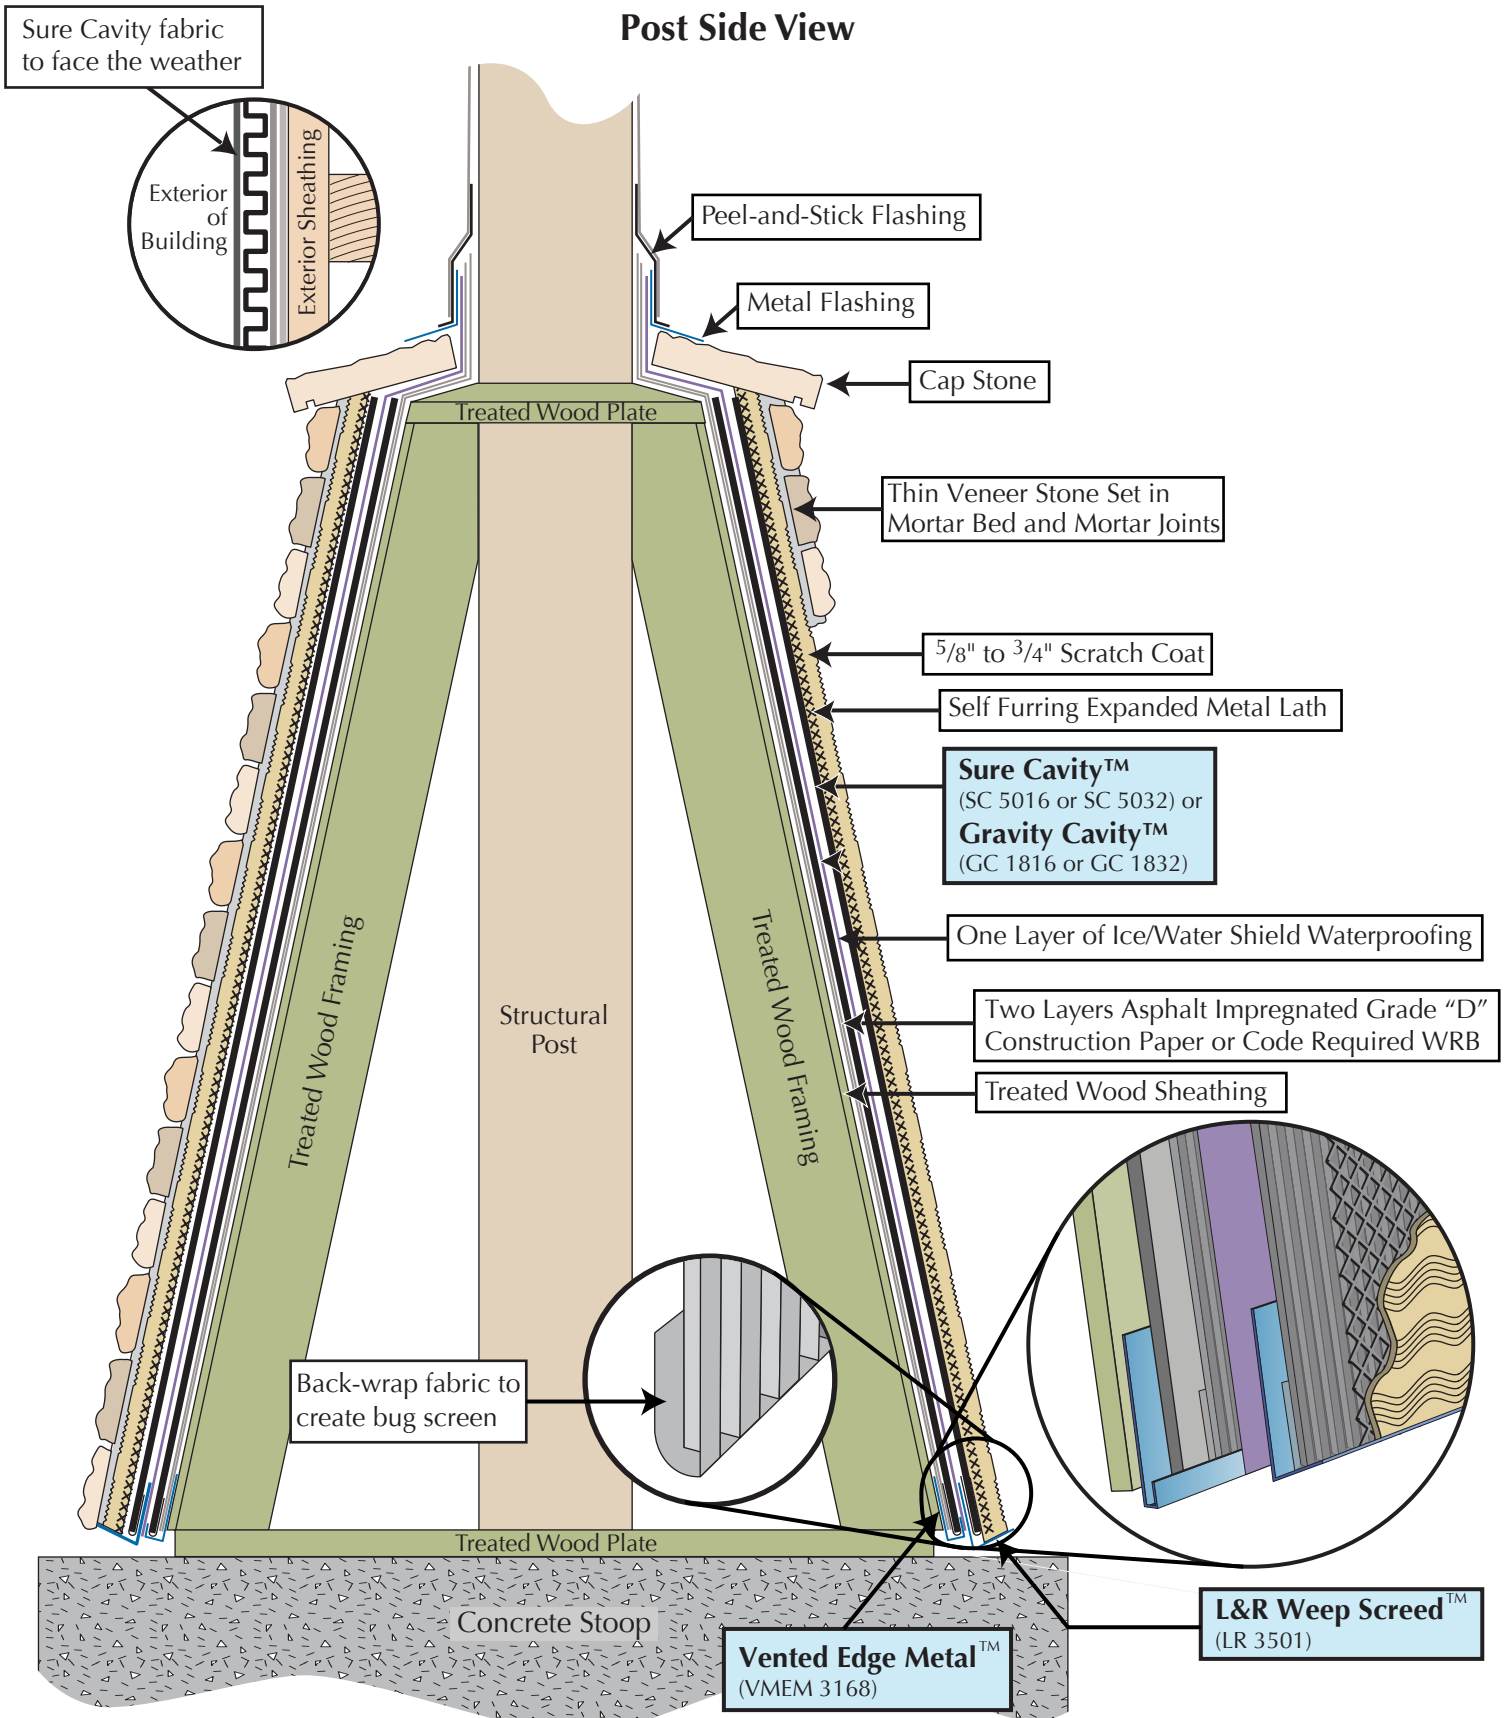 Post Side View
Sure Cavity fabric
to face the weather
Exterior
of
Building
Exterior Sheathing
Peel-and-Stick Flashing
Metal Flashing
Cap Stone
Treated Wood Plate
Thin Veneer Stone Set in
Mortar Bed and Mortar Joints
5/8" to 3/4" Scratch Coat
Self Furring Expanded Metal Lath
Sure Cavity™
(SC 5016 or SC 5032) or
Gravity Cavity™
(GC 1816 or GC 1832)
One Layer of Ice/Water Shield Waterproofing
Two Layers Asphalt Impregnated Grade “D”
Construction Paper or Code Required WRB
Treated Wood Sheathing
Treated Wood Framing
Structural
Post
Treated Wood Framing
Back-wrap fabric to
create bug screen
Treated Wood Plate
Concrete Stoop
Vented Edge Metal™
(VMEM 3168)
L&R Weep Screed™
(LR 3501)